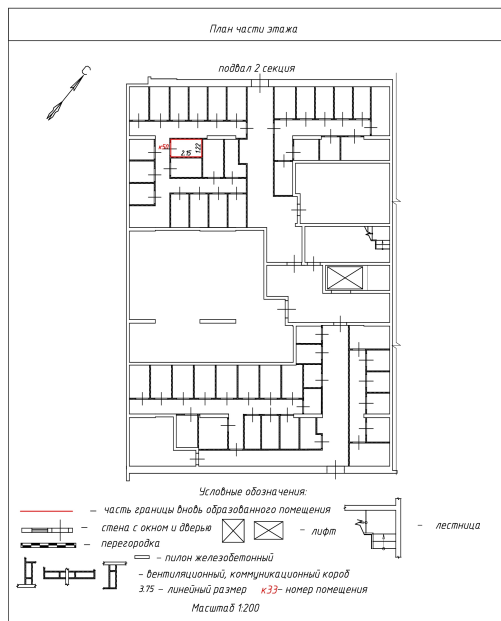 План части этажа
С
подвал 2 секция
к59
2.15
1.22
Условные обозначения:
— часть границы вновь образованного помещения
— стена с окном и дверью
— лифт
— лестница
— перегородка
— пилон железобетонный
— вентиляционный, коммуникационный короб
3.75 — линейный размер к33— номер помещения
Масштаб 1:200